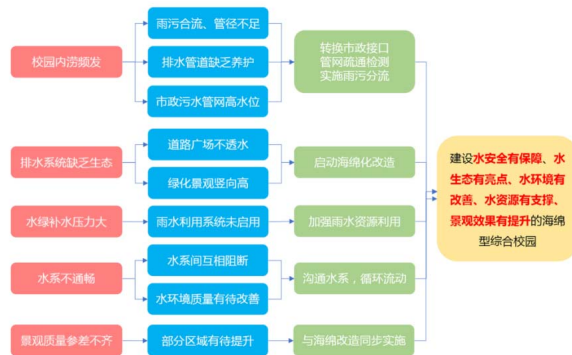 校园内涝频发
雨污合流、管径不足
排水管道缺乏养护
市政污水管网高水位
转换市政接口
管网疏通检测
实施雨污分流
排水系统缺乏生态
道路广场不透水
绿化景观竖向高
启动海绵化改造
水绿补水压力大
雨水利用系统未启用
加强雨水资源利用
水系不通畅
水系间互相阻断
水环境质量有待改善
沟通水系，循环流动
景观质量参差不齐
部分区域有待提升
与海绵改造同步实施
建设水安全有保障、水
生态有亮点、水环境有
改善、水资源有支撑、
景观效果有提升的海绵
型综合校园